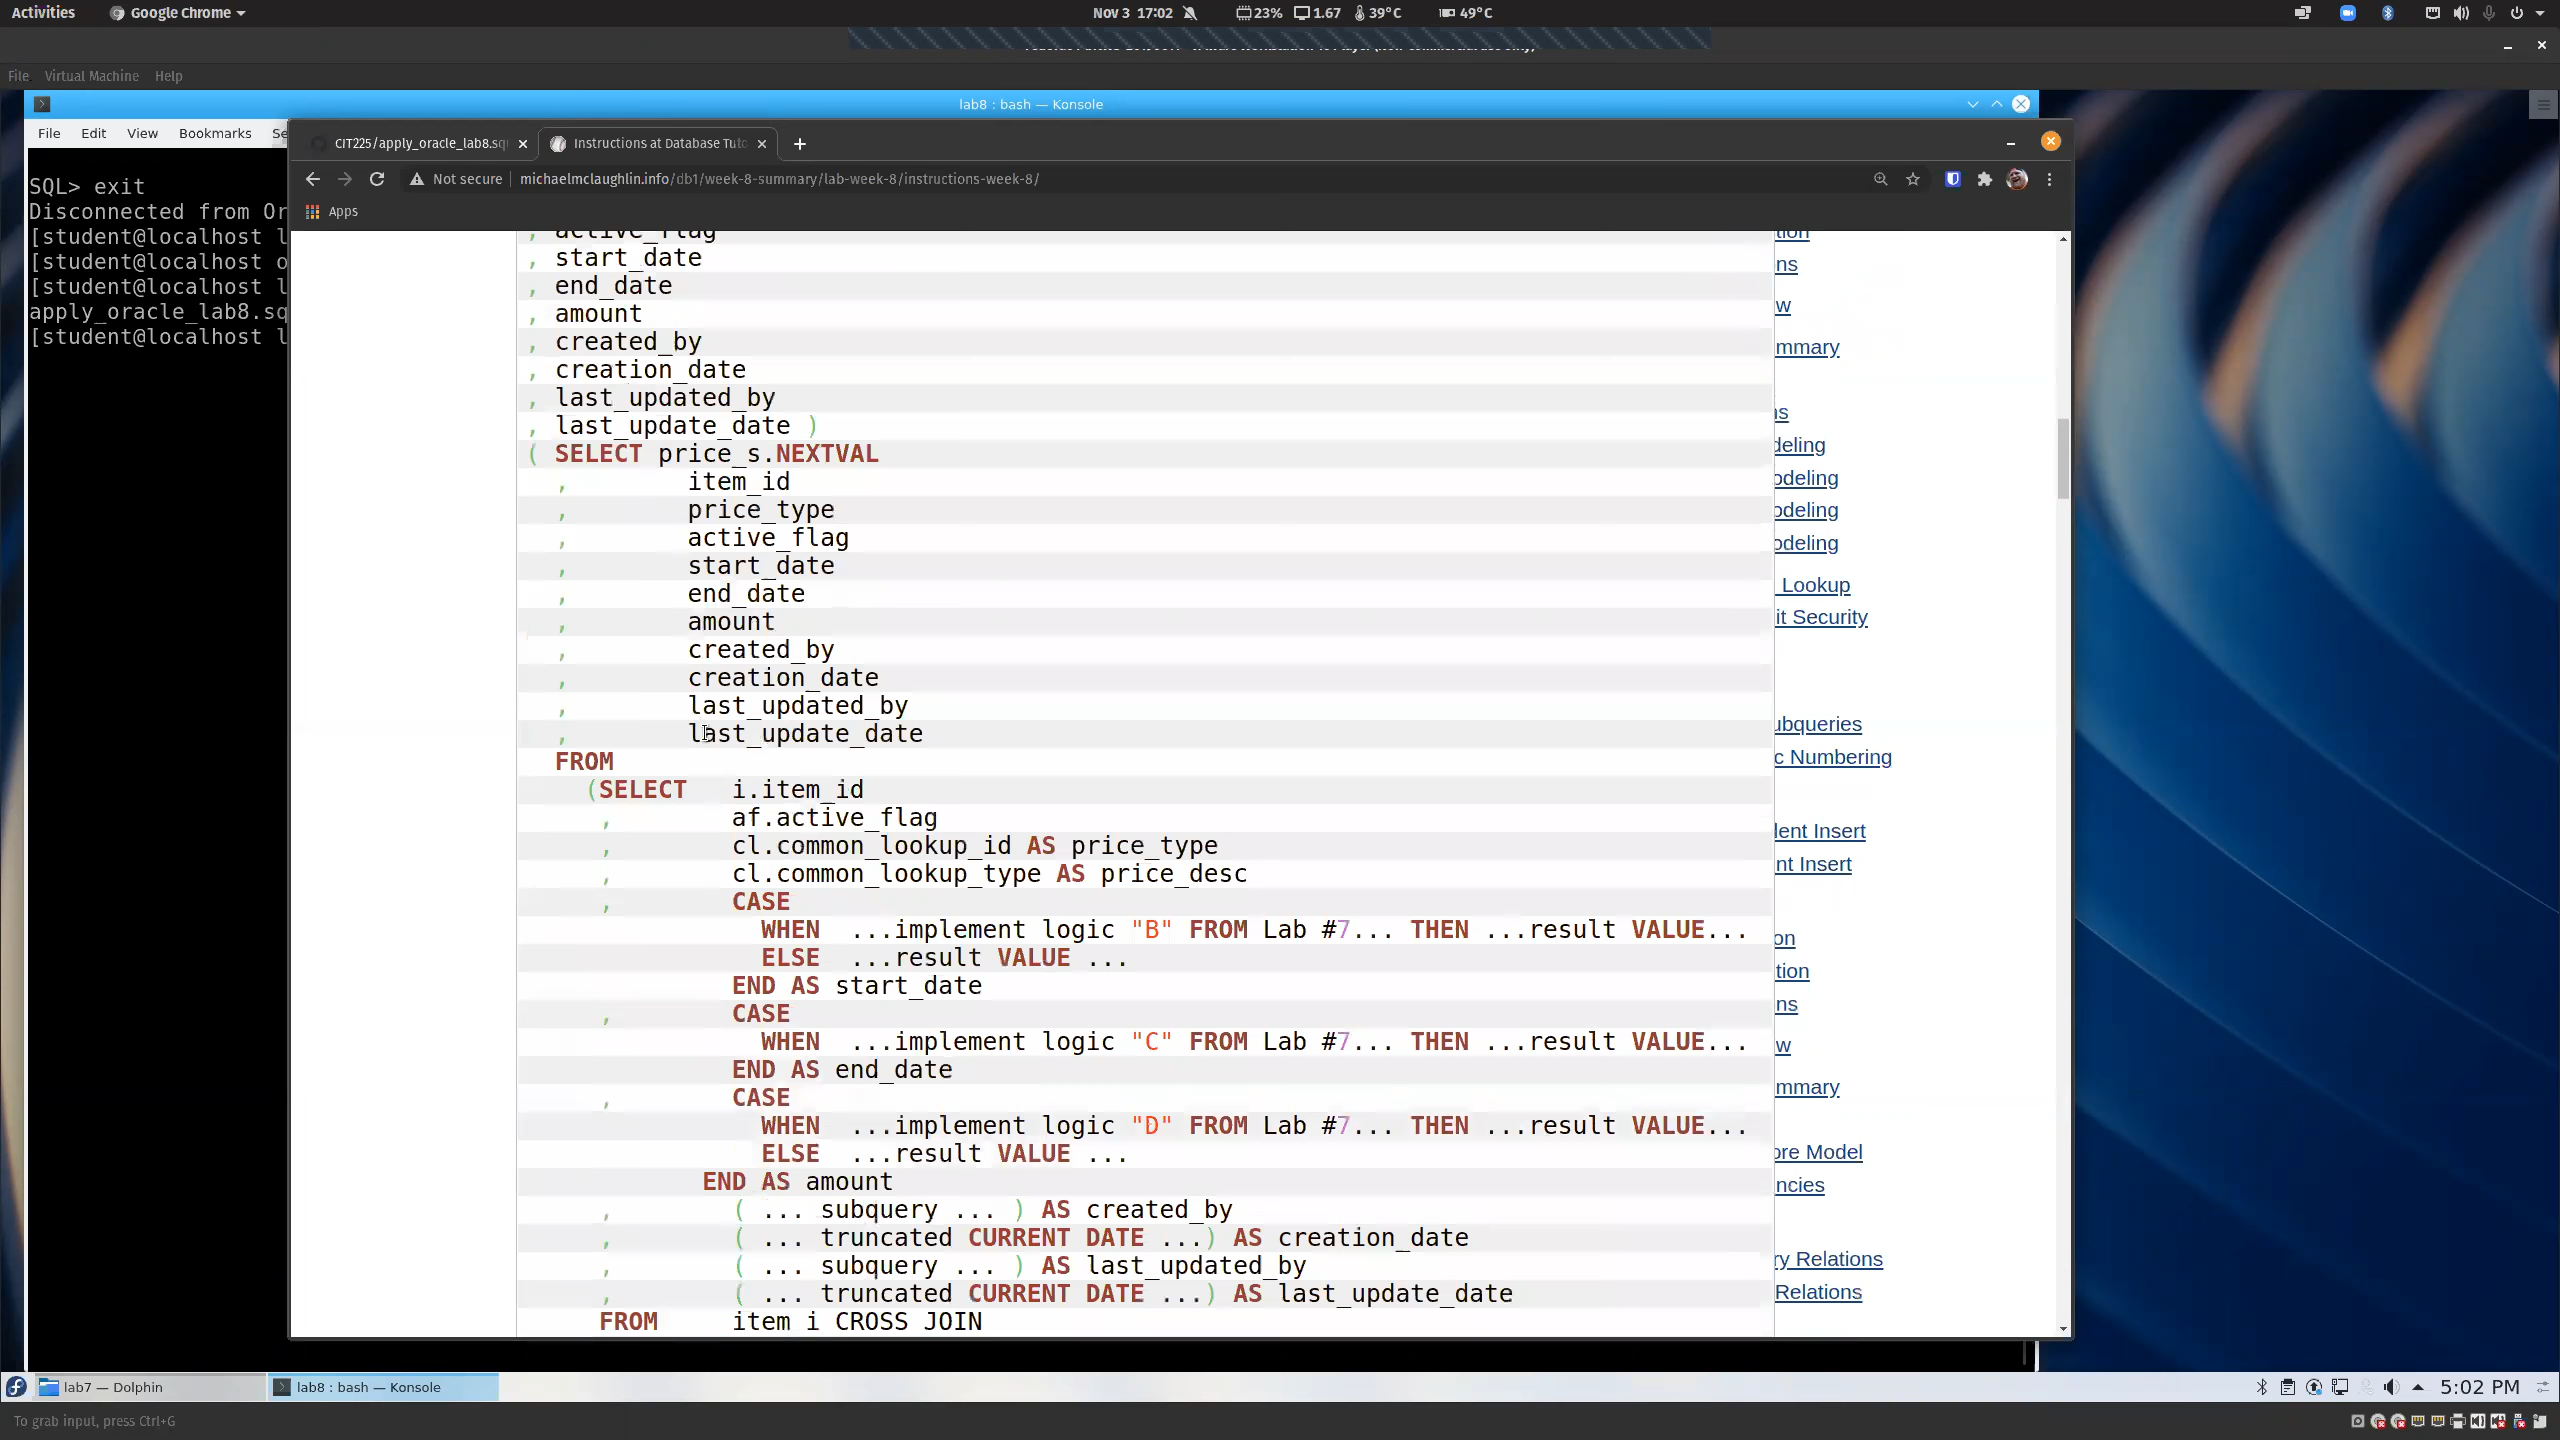 Activities
Google Chrome
Nov 3 17:02
23%
1.67
39°C
49°C
File
Virtual Machine
Help
lab8 : bash — Konsole
File
Edit
View
Bookmarks
CIT225/apply_oracle_lab8.sq
Instructions at Database Tuto
SQL> exit
Not secure
michaelmclaughlin.info/db1/week-8-summary/lab-week-8/instructions-week-8/
Disconnected from Or
Apps
[student@localhost l
[student@localhost o
[student@localhost l
apply_oracle_lab8.sq
[student@localhost l
, active_flag
, start_date
, end_date
, amount
, created_by
, creation_date
, last_updated_by
, last_update_date )
( SELECT price_s.NEXTVAL
, item_id
, price_type
, active_flag
, start_date
, end_date
, amount
, created_by
, creation_date
, last_updated_by
, last_update_date
FROM
(SELECT i.item_id
, af.active_flag
, cl.common_lookup_id AS price_type
, cl.common_lookup_type AS price_desc
, CASE
WHEN ...implement logic "B" FROM Lab #7... THEN ...result VALUE...
ELSE ...result VALUE ...
END AS start_date
, CASE
WHEN ...implement logic "C" FROM Lab #7... THEN ...result VALUE...
END AS end_date
, CASE
WHEN ...implement logic "D" FROM Lab #7... THEN ...result VALUE...
ELSE ...result VALUE ...
END AS amount
, ( ... subquery ... ) AS created_by
, ( ... truncated CURRENT DATE ...) AS creation_date
, ( ... subquery ... ) AS last_updated_by
, ( ... truncated CURRENT DATE ...) AS last_update_date
FROM item i CROSS JOIN
tion
ns
w
mmary
ns
deling
odeling
odeling
odeling
Lookup
it Security
ubqueries
c Numbering
lent Insert
nt Insert
on
tion
ns
w
mmary
ore Model
ncies
ry Relations
Relations
lab7 — Dolphin
lab8 : bash — Konsole
5:02 PM
To grab input, press Ctrl+G